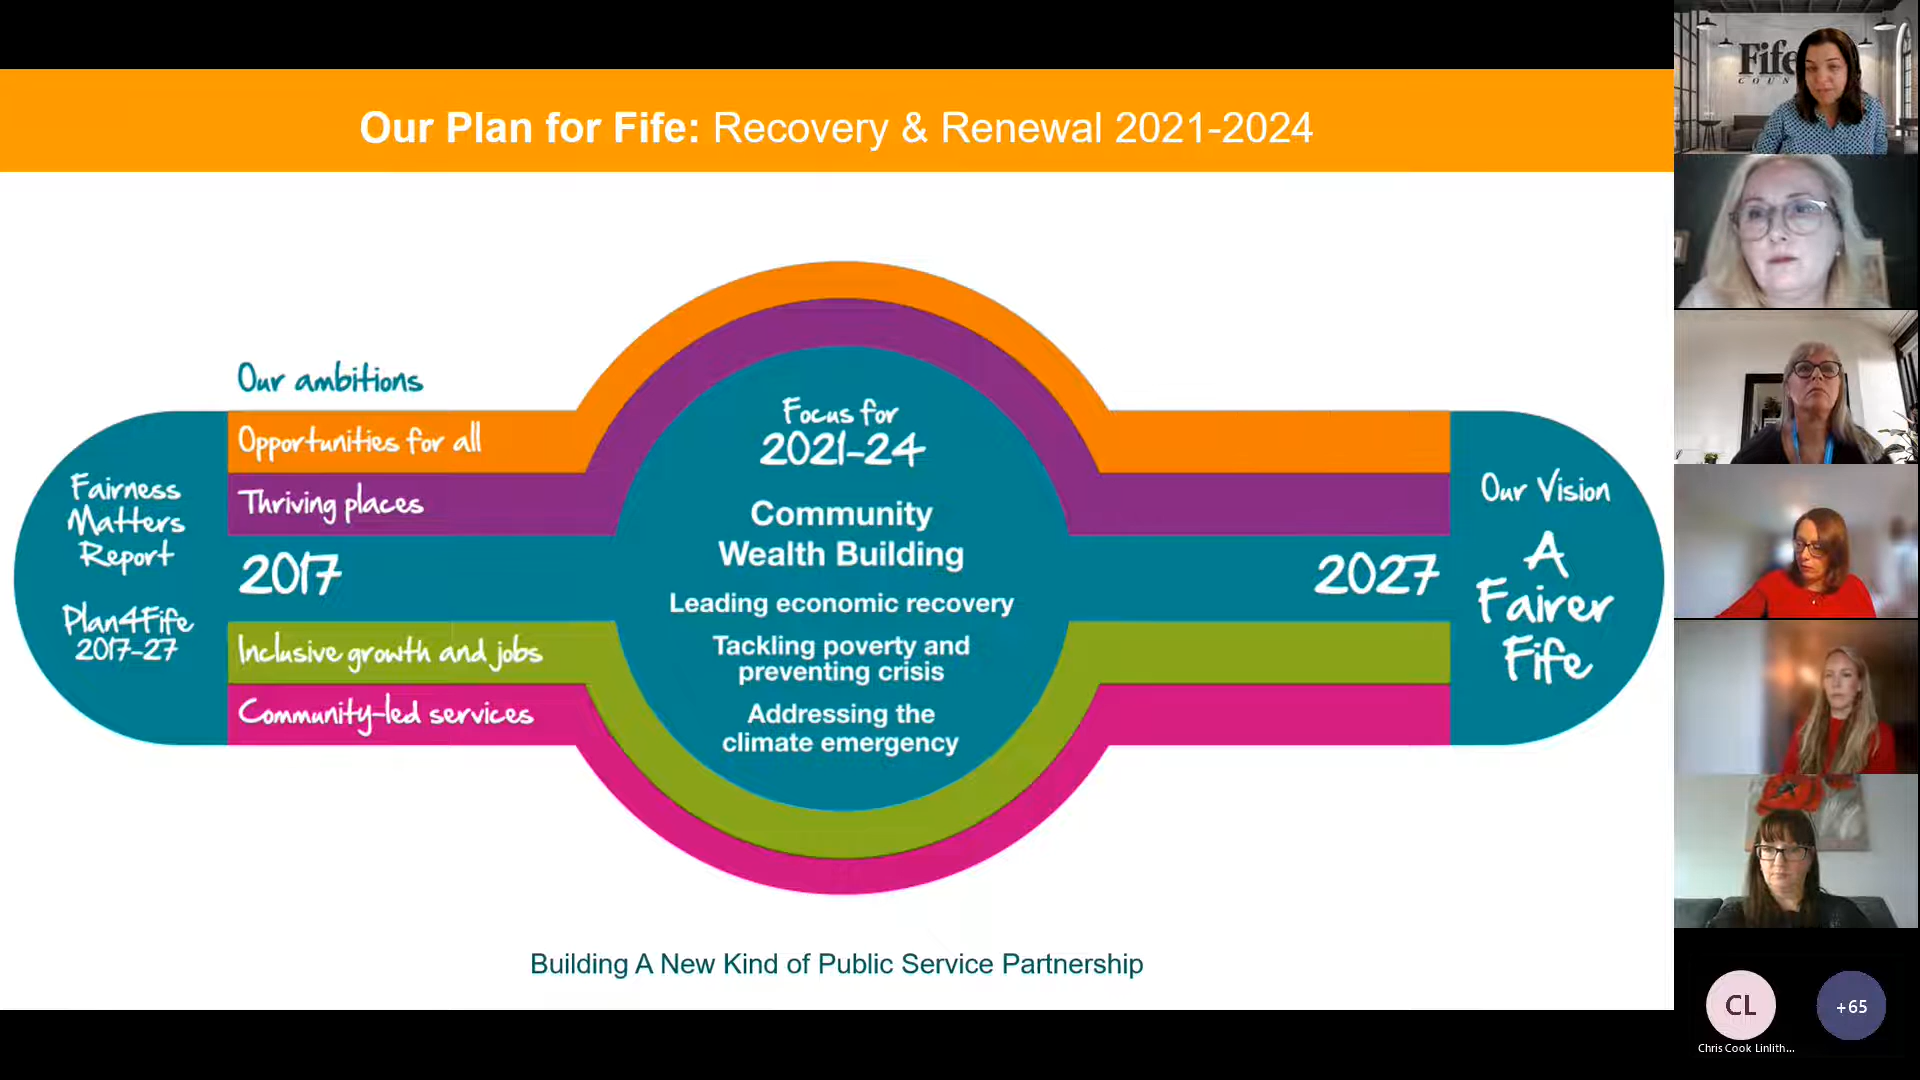 Our Plan for Fife: Recovery & Renewal 2021-2024
Our ambitions
Opportunities for all
Thriving places
2017
Inclusive growth and jobs
Community-led services
Fairness
Matters
Report
Plan4Fife
2017-27
Focus for
2021-24
Community
Wealth Building
Leading economic recovery
Tackling poverty and
preventing crisis
Addressing the
climate emergency
2027
Our Vision
A
Fairer
Fife
Building A New Kind of Public Service Partnership
Fife
COUN
CL
Chris Cook Linlith...
+65